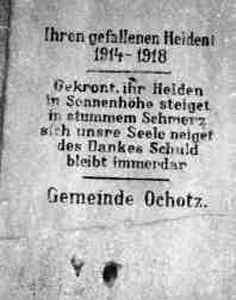 Ihren gefallenen Helden!
1914-1918
Gekrönt, ihr Helden
in Sonnenhöhe steiget
in stummem Schmerz
sich unsre Seele neiget
des Dankes Schuld
bleibt immerdar
Gemeinde Ochotz.